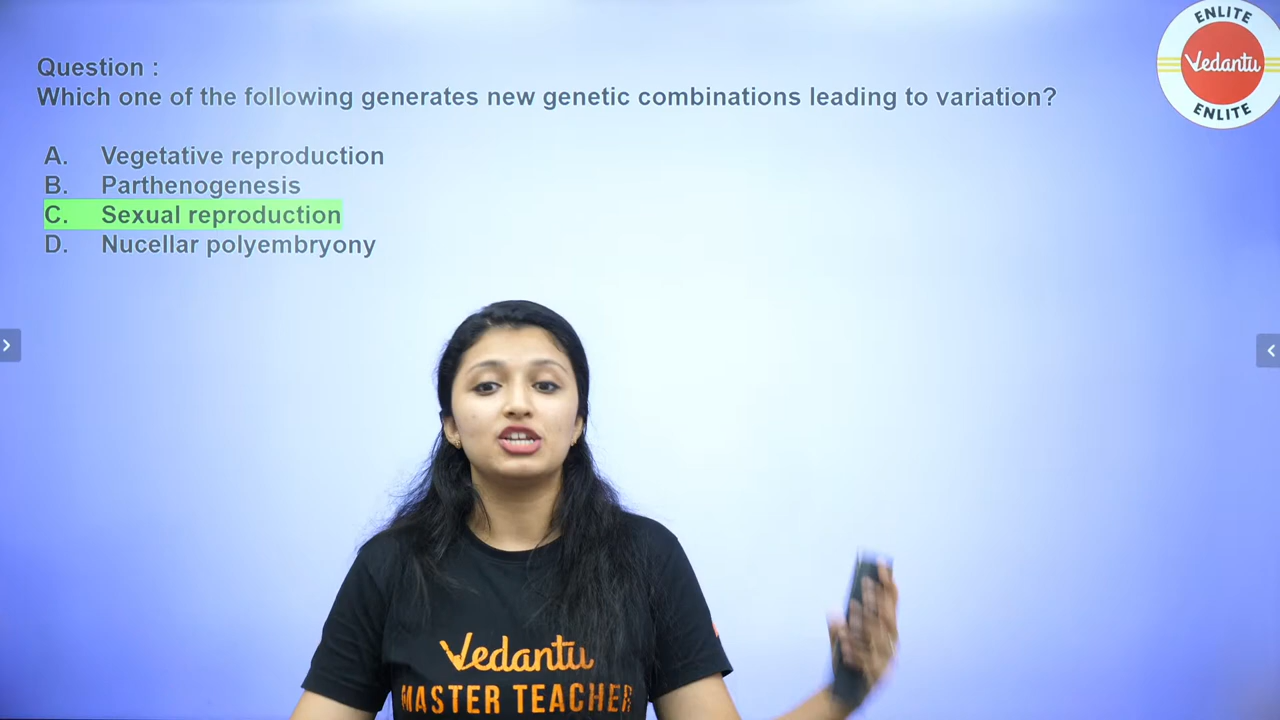 Question :
Which one of the following generates new genetic combinations leading to variation?
A. Vegetative reproduction
B. Parthenogenesis
C. Sexual reproduction
D. Nucellar polyembryony
ENLITE
Vedantu
ENLITE
Vedantu
MASTER TEACHER